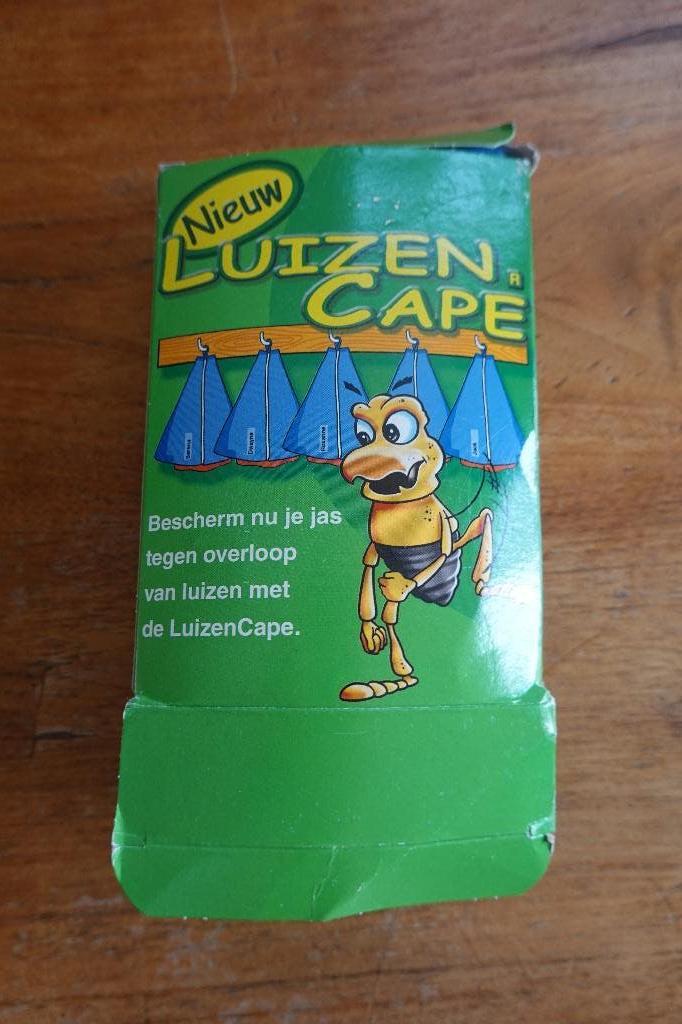 Nieuw
LUIZEN
CAPE
Bescherm nu je jas
tegen overloop
van luizen met
de LuizenCape.